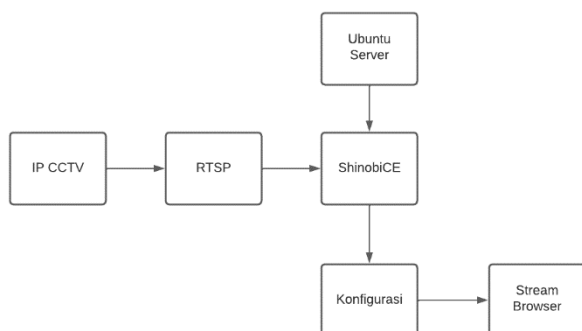 Ubuntu
Server
IP CCTV
RTSP
ShinobiCE
Konfigurasi
Stream
Browser